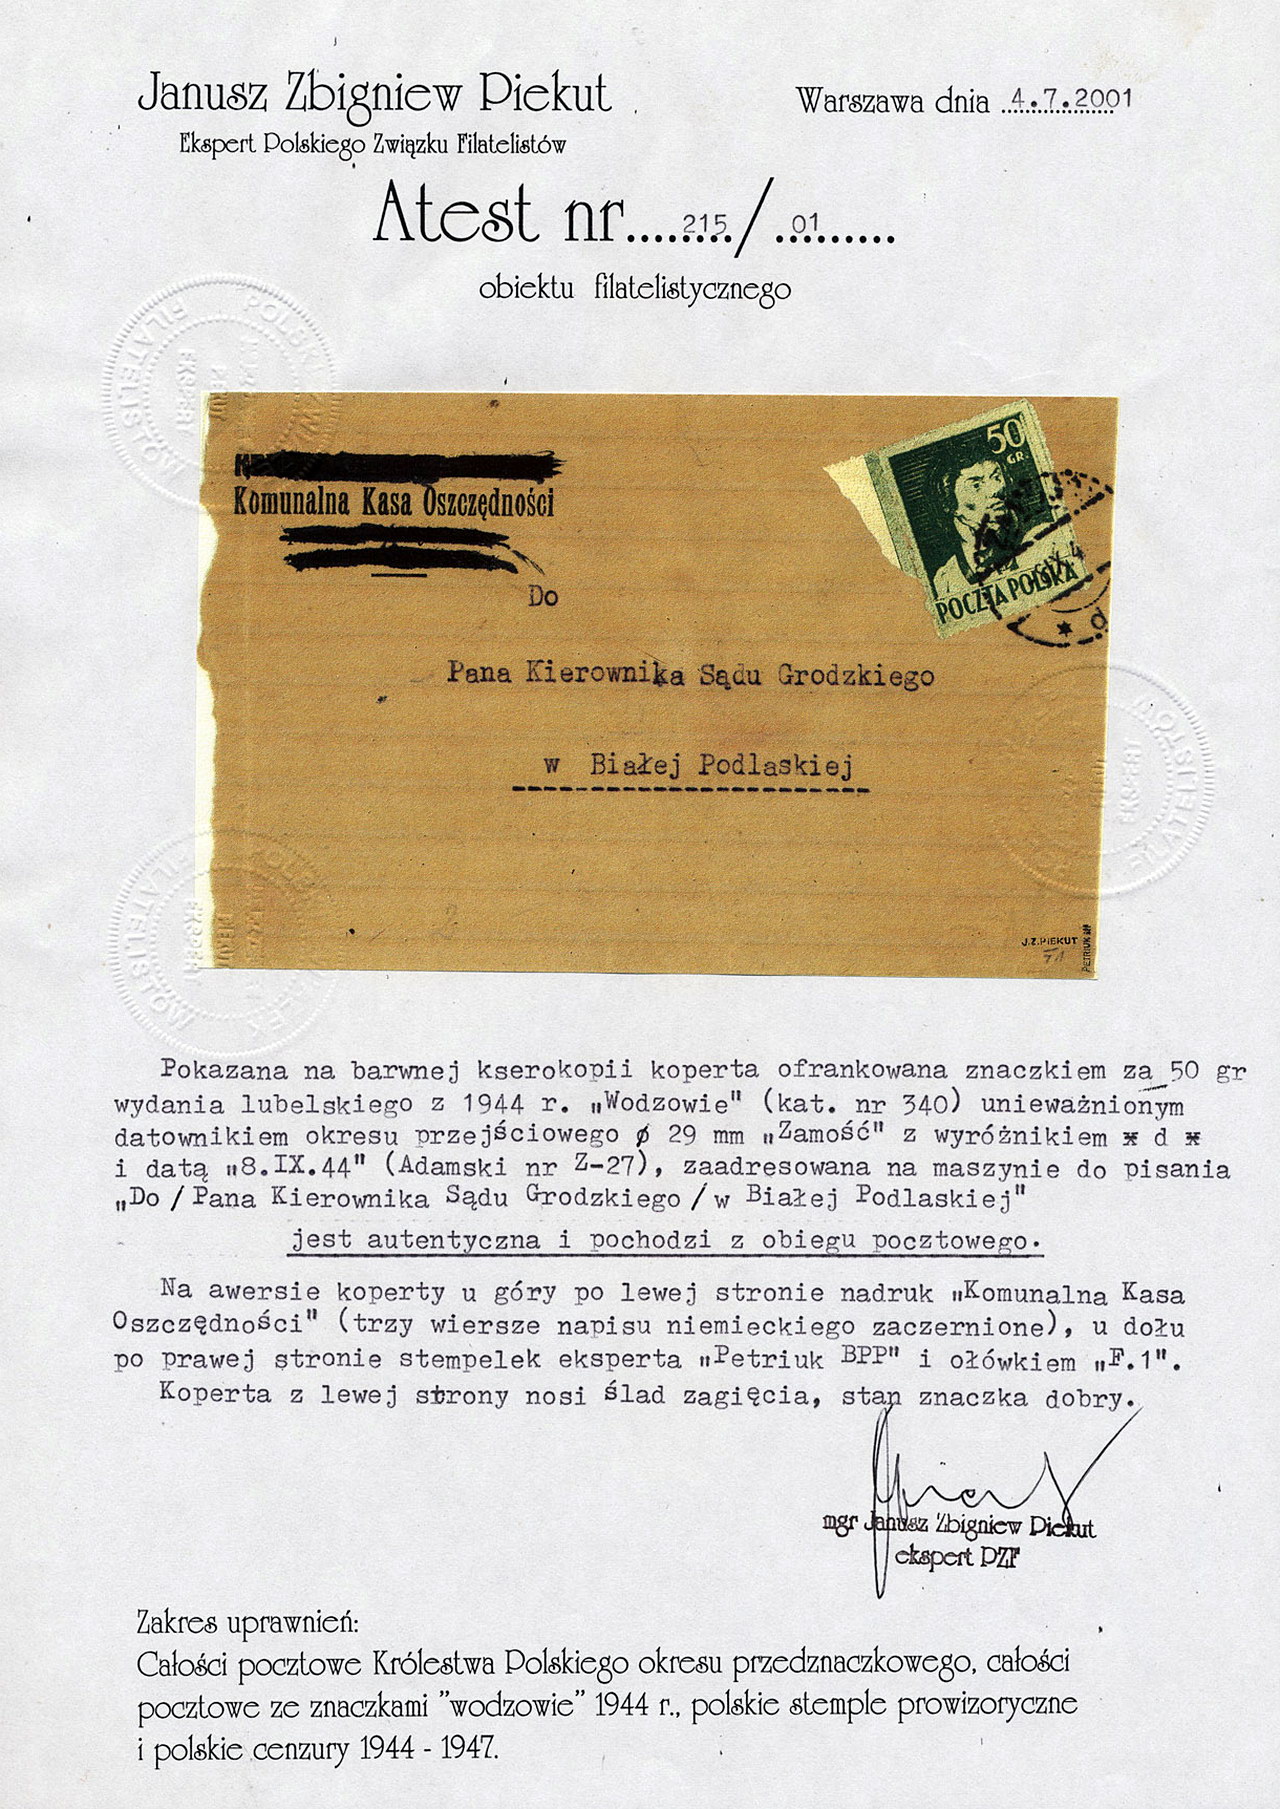 Janusz Zbigniew Piekut
Warszawa dnia 4.7.2001
Ekspert Polskiego Związku Filatelistów
Atest nr....215./.01.......
obiektu filatelistycznego
Komunalna Kasa Oszczędności
50
GR.
POCZTA POLSKA
d
Do
Pana Kierownika Sądu Grodzkiego
w Białej Podlaskiej
J.Z.PIEKUT
PETRIUK
Pokazana na barwnej kserokopii koperta ofrankowana znaczkiem za 50 gr
wydania lubelskiego z 1944 r. „Wodzowie" (kat. nr 340) unieważnionym
datownikiem okresu przejściowego ø 29 mm „Zamość" z wyróżnikiem ж d ж
i datą „8.IX.44" (Adamski nr Z-27), zaadresowana na maszynie do pisania
„Do / Pana Kierownika Sądu Grodzkiego / w Białej Podlaskiej"
jest autentyczna i pochodzi z obiegu pocztowego.
Na awersie koperty u góry po lewej stronie nadruk „Komunalna Kasa
Oszczędności" (trzy wiersze napisu niemieckiego zaczernione), u dołu
po prawej stronie stempelek eksperta „Petriuk BPP" i ołówkiem „F.1".
Koperta z lewej strony nosi ślad zagięcia, stan znaczka dobry.
mgr Janusz Zbigniew Piekut
ekspert PZF
Zakres uprawnień:
Całości pocztowe Królestwa Polskiego okresu przedznaczkowego, całości
pocztowe ze znaczkami "wodzowie" 1944 r., polskie stemple prowizoryczne
i polskie cenzury 1944 - 1947.